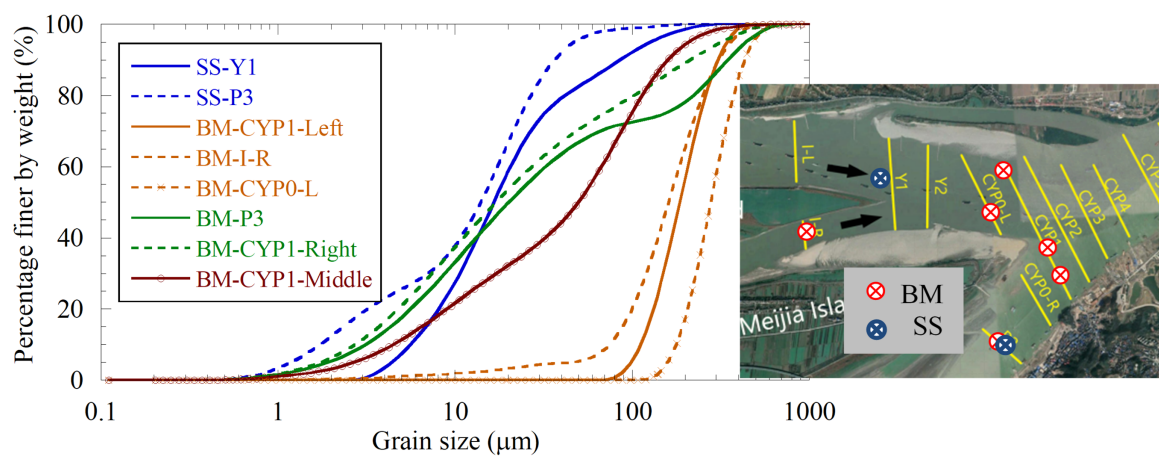 Percentage finer by weight (%)
100
80
60
40
20
0
SS-Y1
SS-P3
BM-CYP1-Left
BM-I-R
BM-CYP0-L
BM-P3
BM-CYP1-Right
BM-CYP1-Middle
0.1
1
10
100
1000
Grain size (μm)
I-L
Y1
Y2
CYP0-L
CYP1
CYP2
CYP3
CYP4
I-R
CYP0-R
Meijia Isla
BM
SS